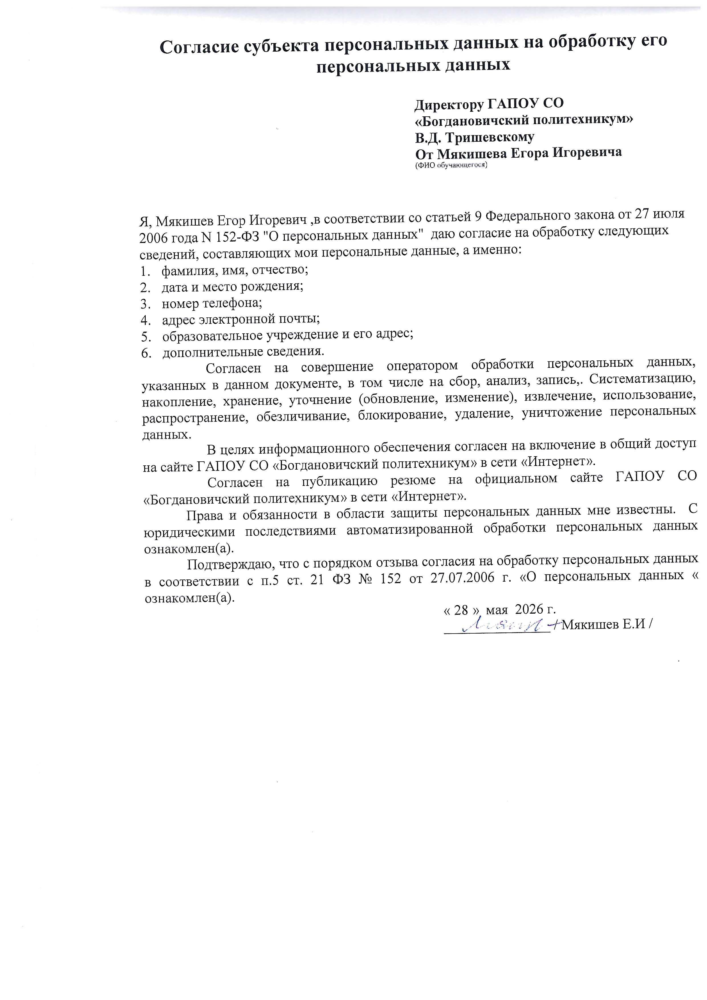 Согласие субъекта персональных данных на обработку его
персональных данных
Директору ГАПОУ СО
«Богдановичский политехникум»
В.Д. Тришевскому
От Мякишева Егора Игоревича
(ФИО обучающегося)
Я, Мякишев Егор Игоревич ,в соответствии со статьей 9 Федерального закона от 27 июля
2006 года N 152-ФЗ "О персональных данных"  даю согласие на обработку следующих
сведений, составляющих мои персональные данные, а именно:
1. фамилия, имя, отчество;
2. дата и место рождения;
3. номер телефона;
4. адрес электронной почты;
5. образовательное учреждение и его адрес;
6. дополнительные сведения.
Согласен на совершение оператором обработки персональных данных,
указанных в данном документе, в том числе на сбор, анализ, запись,. Систематизацию,
накопление, хранение, уточнение (обновление, изменение), извлечение, использование,
распространение, обезличивание, блокирование, удаление, уничтожение персональных
данных.
В целях информационного обеспечения согласен на включение в общий доступ
на сайте ГАПОУ СО «Богдановичский политехникум» в сети «Интернет».
Согласен на публикацию резюме на официальном сайте ГАПОУ СО
«Богдановичский политехникум» в сети «Интернет».
Права и обязанности в области защиты персональных данных мне известны.  С
юридическими последствиями автоматизированной обработки персональных данных
ознакомлен(а).
Подтверждаю, что с порядком отзыва согласия на обработку персональных данных
в соответствии с п.5 ст. 21 ФЗ № 152 от 27.07.2006 г. «О персональных данных «
ознакомлен(а).
« 28 »  мая  2026 г.
/ Мякишев Е.И /